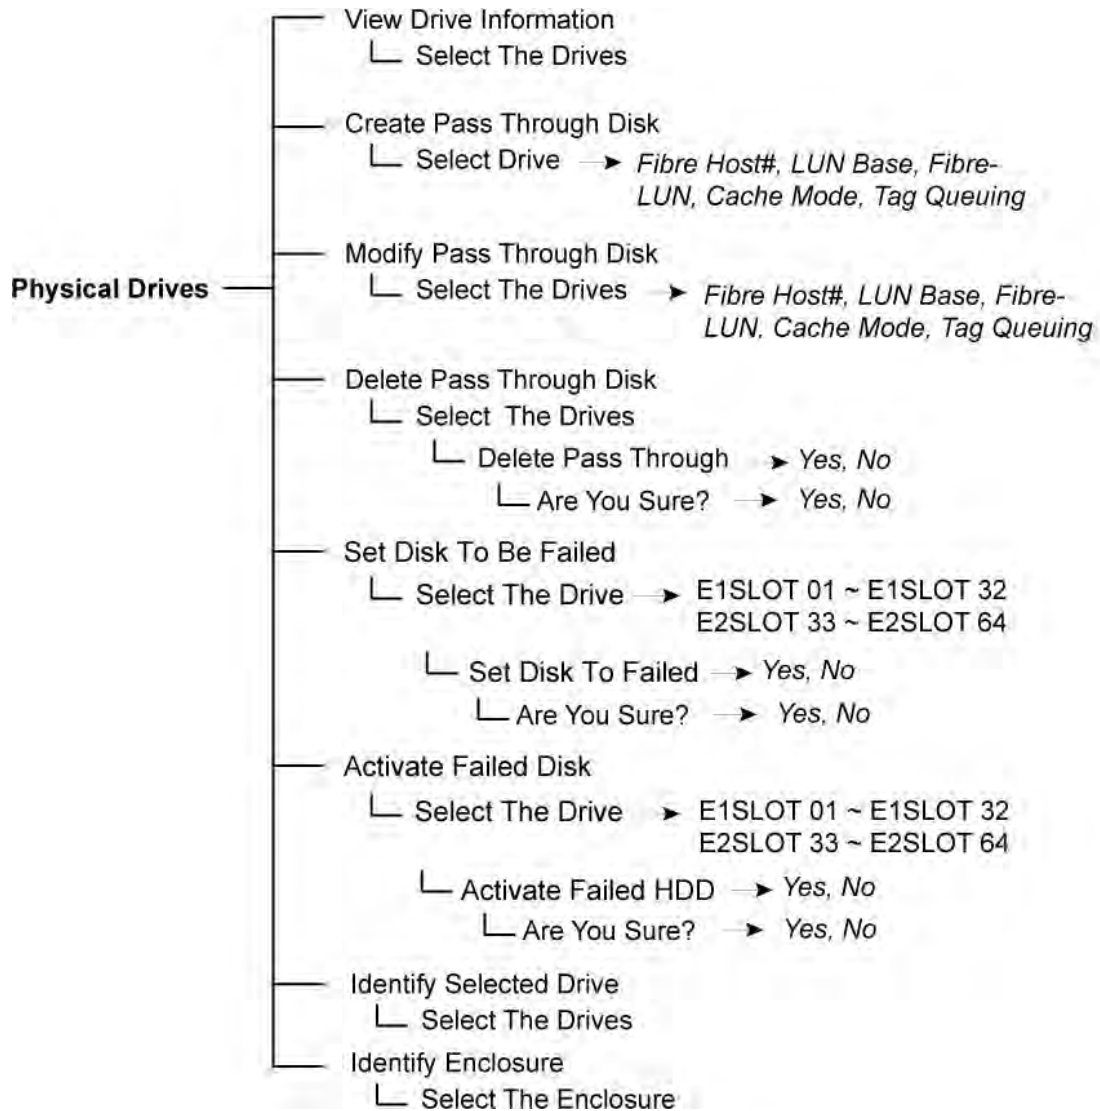 View Drive Information
Select The Drives
Create Pass Through Disk
Select Drive Fibre Host#, LUN Base, Fibre-
LUN, Cache Mode, Tag Queuing
Modify Pass Through Disk
Physical Drives
Select The Drives Fibre Host#, LUN Base, Fibre-
LUN, Cache Mode, Tag Queuing
Delete Pass Through Disk
Select The Drives
Delete Pass Through Yes, No
Are You Sure? Yes, No
Set Disk To Be Failed
Select The Drive E1SLOT 01 ~ E1SLOT 32
E2SLOT 33 ~ E2SLOT 64
Set Disk To Failed Yes, No
Are You Sure? Yes, No
Activate Failed Disk
Select The Drive E1SLOT 01 ~ E1SLOT 32
E2SLOT 33 ~ E2SLOT 64
Activate Failed HDD Yes, No
Are You Sure? Yes, No
Identify Selected Drive
Select The Drives
Identify Enclosure
Select The Enclosure